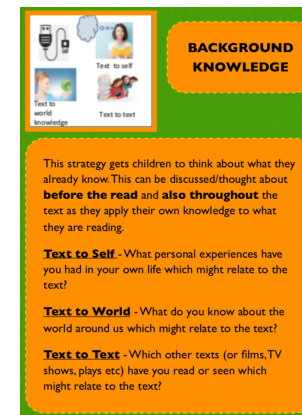 Text to self
Text to
world
knowledge
Text to text
BACKGROUND
KNOWLEDGE
This strategy gets children to think about what they
already know. This can be discussed/thought about
before the read and also throughout the
text as they apply their own knowledge to what
they are reading.
Text to Self - What personal experiences have
you had in your own life which might relate to the
text?
Text to World - What do you know about the
world around us which might relate to the text?
Text to Text - Which other texts (or films, TV
shows, plays etc) have you read or seen which
might relate to the text?